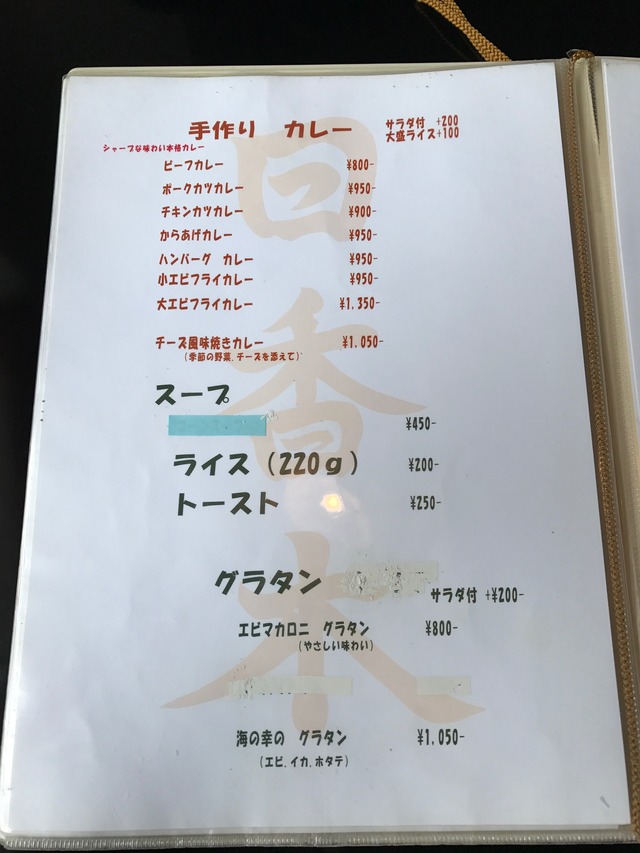 手作り カレー
サラダ付 +200
大盛ライス+100
シャープな味わい本格カレー
ビーフカレー ¥800-
ポークカツカレー ¥950-
チキンカツカレー ¥900-
からあげカレー ¥950-
ハンバーグ カレー ¥950-
小エビフライカレー ¥950-
大エビフライカレー ¥1,350-
チーズ風味焼きカレー ¥1,050-
(季節の野菜,チーズを添えて)
スープ
¥450-
ライス(220g) ¥200-
トースト ¥250-
グラタン
サラダ付 +¥200-
エビマカロニ グラタン ¥800-
(やさしい味わい)
海の幸の グラタン ¥1,050-
(エビ,イカ,ホタテ)
日香木